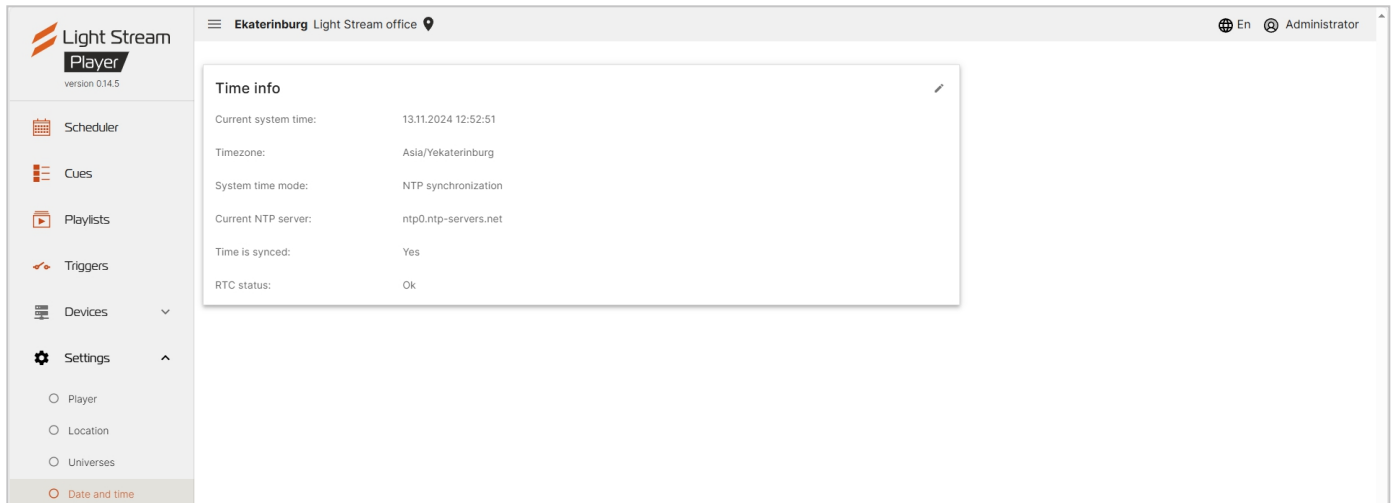 Light Stream
Player
version 0.14.5
Ekaterinburg Light Stream office
En
Administrator
Scheduler
Cues
Playlists
Triggers
Devices
Settings
Player
Location
Universes
Date and time
Time info
Current system time: 13.11.2024 12:52:51
Timezone: Asia/Yekaterinburg
System time mode: NTP synchronization
Current NTP server: ntp0.ntp-servers.net
Time is synced: Yes
RTC status: Ok